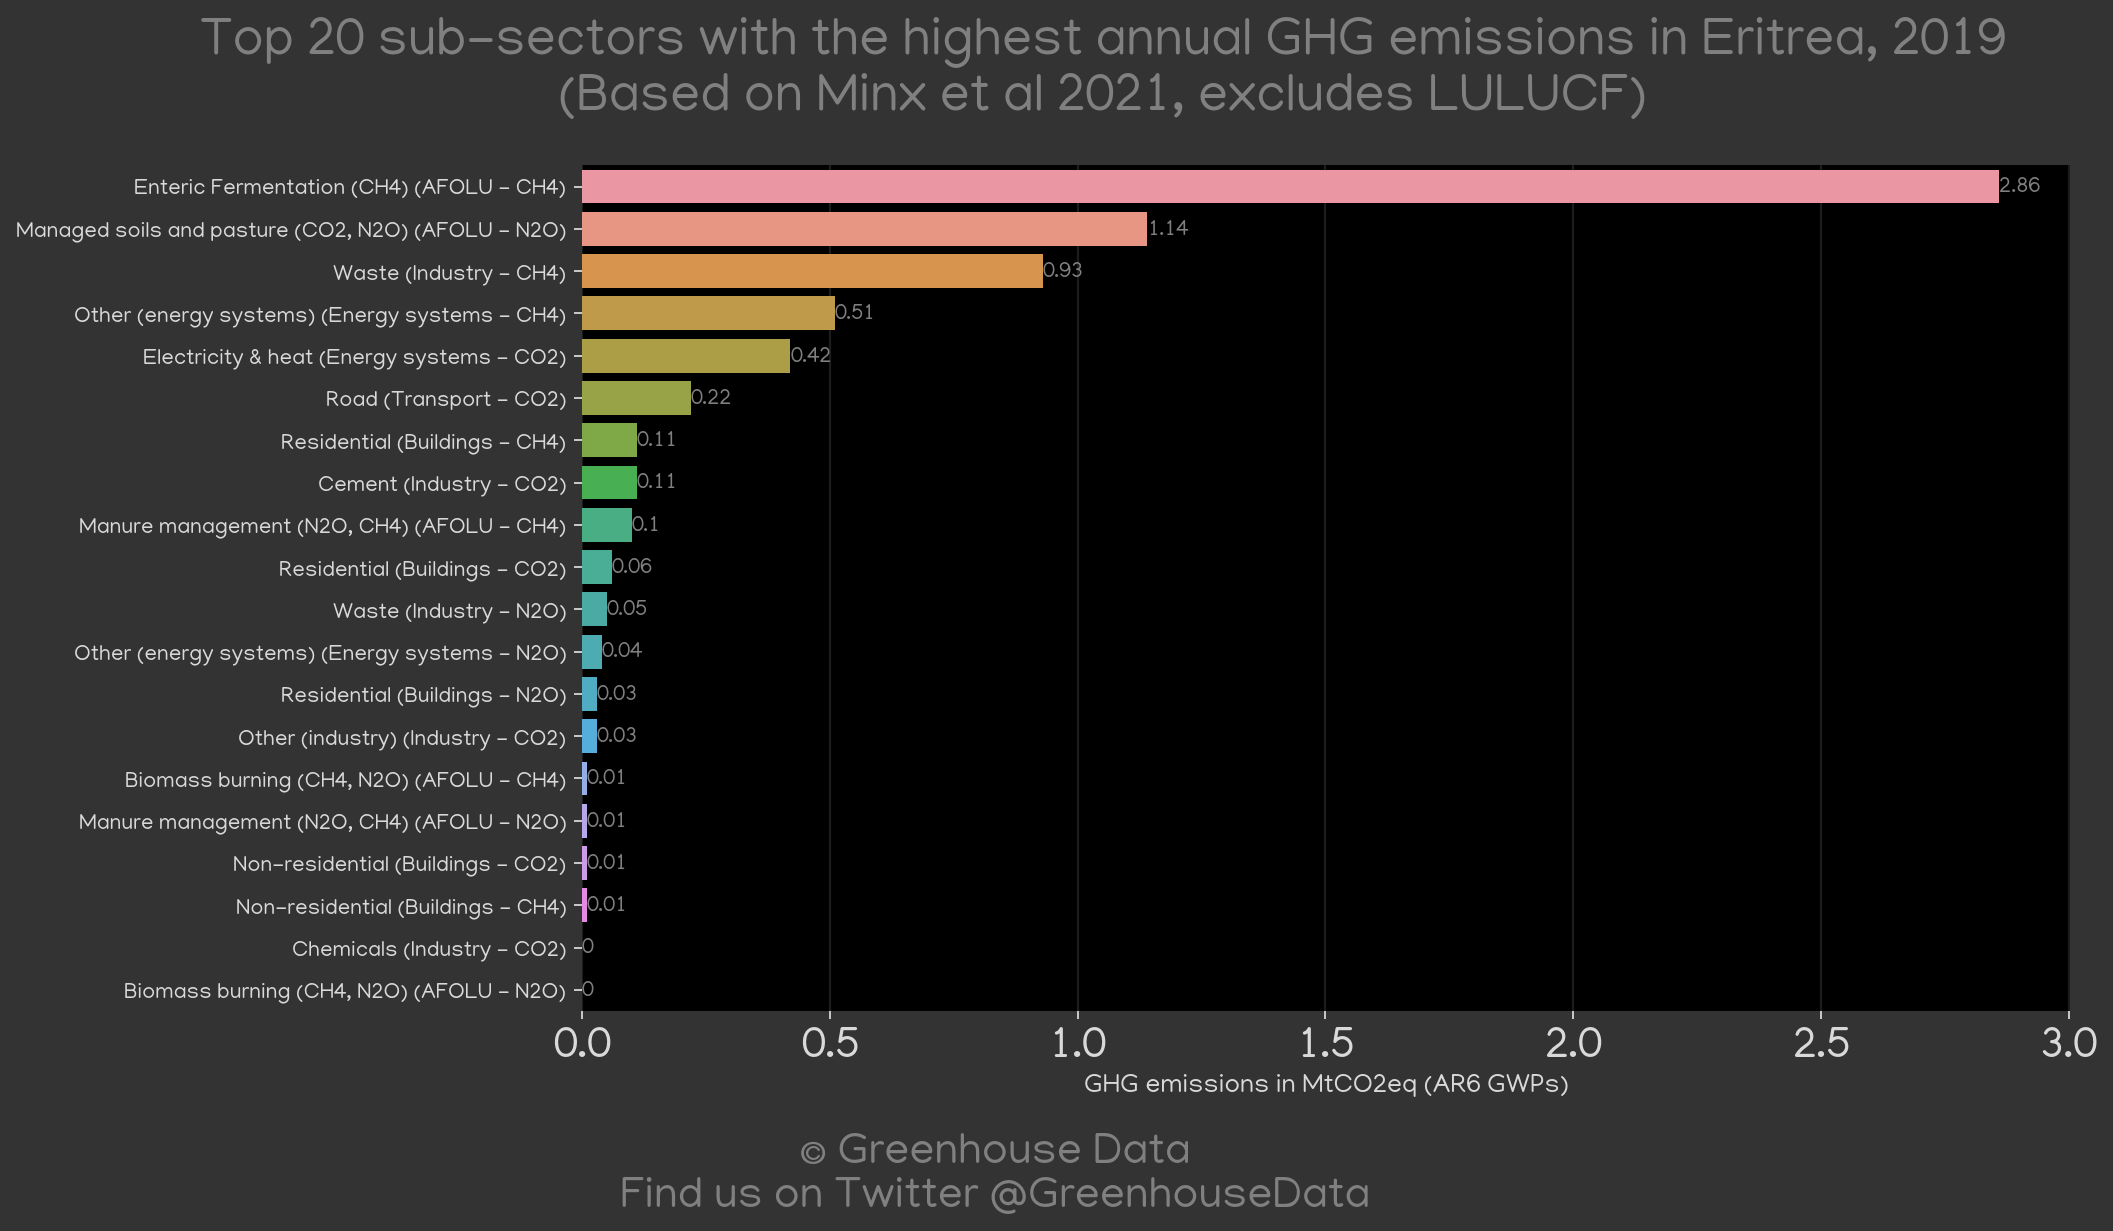 Top 20 sub-sectors with the highest annual GHG emissions in Eritrea, 2019
(Based on Minx et al 2021, excludes LULUCF)
Enteric Fermentation (CH4) (AFOLU - CH4) 2.86
Managed soils and pasture (CO2, N2O) (AFOLU - N2O) 1.14
Waste (Industry - CH4) 0.93
Other (energy systems) (Energy systems - CH4) 0.51
Electricity & heat (Energy systems - CO2) 0.42
Road (Transport - CO2) 0.22
Residential (Buildings - CH4) 0.11
Cement (Industry - CO2) 0.11
Manure management (N2O, CH4) (AFOLU - CH4) 0.1
Residential (Buildings - CO2) 0.06
Waste (Industry - N2O) 0.05
Other (energy systems) (Energy systems - N2O) 0.04
Residential (Buildings - N2O) 0.03
Other (industry) (Industry - CO2) 0.03
Biomass burning (CH4, N2O) (AFOLU - CH4) 0.01
Manure management (N2O, CH4) (AFOLU - N2O) 0.01
Non-residential (Buildings - CO2) 0.01
Non-residential (Buildings - CH4) 0.01
Chemicals (Industry - CO2) 0
Biomass burning (CH4, N2O) (AFOLU - N2O) 0
0.0 0.5 1.0 1.5 2.0 2.5 3.0
GHG emissions in MtCO2eq (AR6 GWPs)
© Greenhouse Data
Find us on Twitter @GreenhouseData